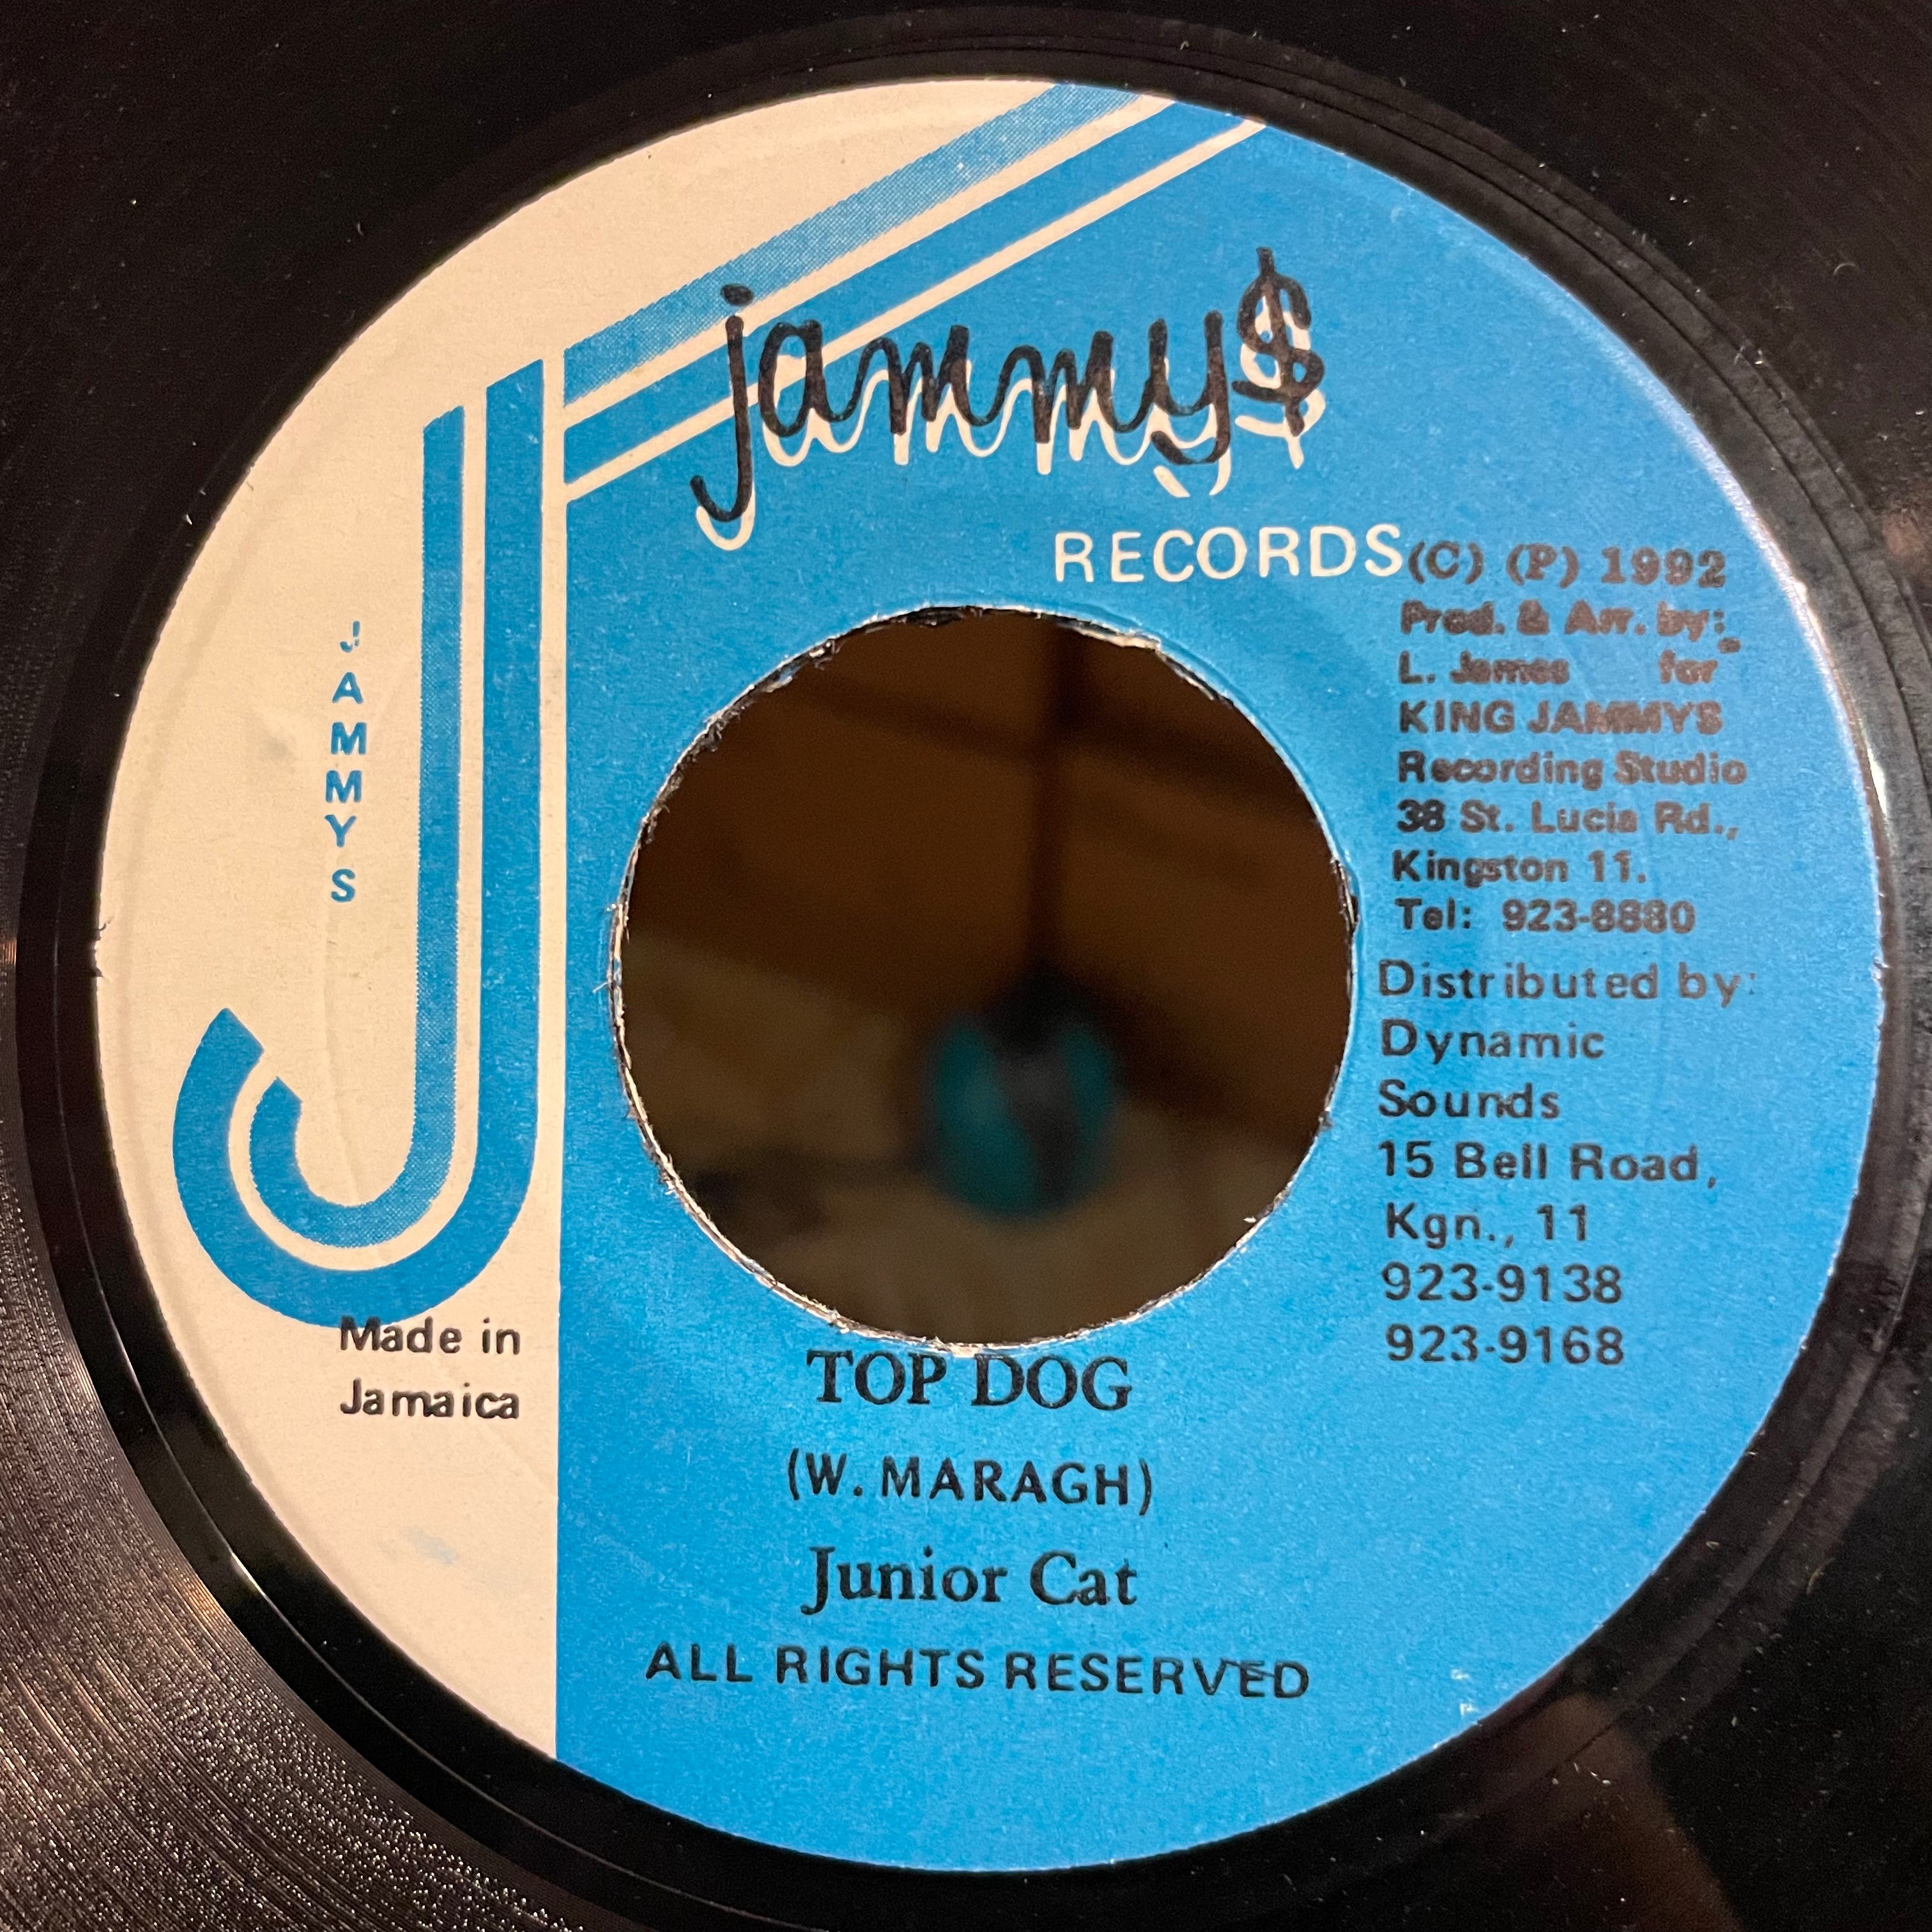 jammy$
RECORDS
(C) (P) 1992
Prod. & Arr. by:
L. James for
KING JAMMYS
Recording Studio
38 St. Lucia Rd.,
Kingston 11.
Tel: 923-8880
Distributed by:
Dynamic
Sounds
15 Bell Road,
Kgn., 11
923-9138
923-9168
JAMMYS
Made in
Jamaica
TOP DOG
(W. MARAGH)
Junior Cat
ALL RIGHTS RESERVED